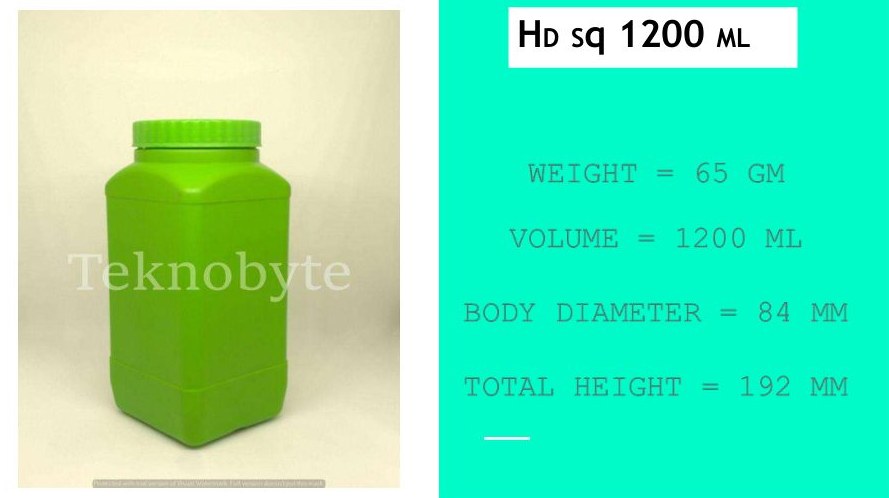 Teknobyte
HD sq 1200 ML
WEIGHT = 65 GM
VOLUME = 1200 ML
BODY DIAMETER = 84 MM
TOTAL HEIGHT = 192 MM